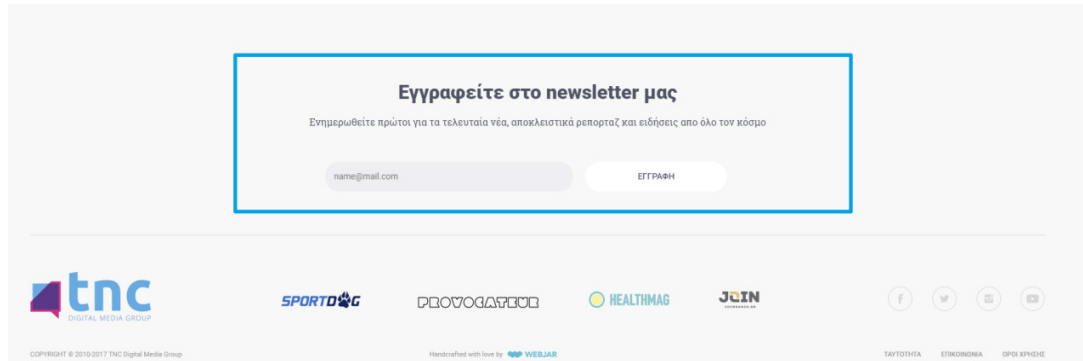 Εγγραφείτε στο newsletter μας
Ενημερωθείτε πρώτοι για τα τελευταία νέα, αποκλειστικά ρεπορταζ και ειδήσεις απο όλο τον κόσμο
name@mail.com ΕΓΓΡΑΦΗ
tnc
DIGITAL MEDIA GROUP
SPORTDOG PROVOCATEUR HEALTHMAG JOIN
COPYRIGHT © 2010-2017 TNC Digital Media Group Handcrafted with love by WEBJAR ΤΑΥΤΟΤΗΤΑ ΕΠΙΚΟΙΝΩΝΙΑ ΟΡΟΙ ΧΡΗΣΗΣ